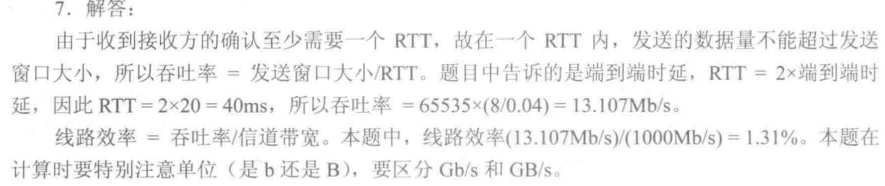 7. 解答：
由于收到接收方的确认至少需要一个 RTT，故在一个 RTT 内，发送的数据量不能超过发送
窗口大小，所以吞吐率 = 发送窗口大小/RTT。题目中告诉的是端到端时延，RTT = 2×端到端时
延，因此 RTT = 2×20 = 40ms，所以吞吐率 = 65535×(8/0.04) = 13.107Mb/s。
线路效率 = 吞吐率/信道带宽。本题中，线路效率(13.107Mb/s)/(1000Mb/s) = 1.31%。本题在
计算时要特别注意单位（是 b 还是 B），要区分 Gb/s 和 GB/s。